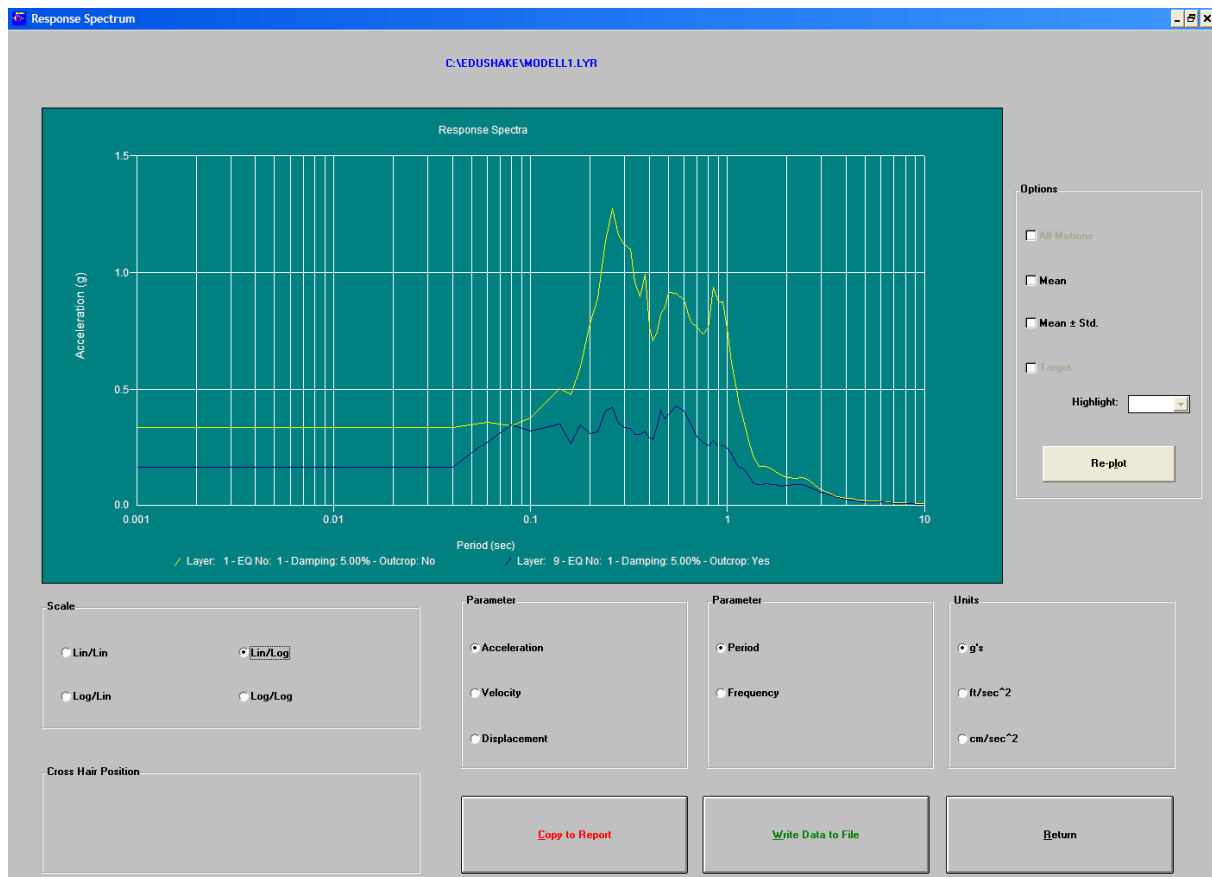 Response Spectrum
C:\EDUSHAKE\MODELL1.LYR
Response Spectra
1.5
1.0
0.5
0.0
Acceleration (g)
0.001 0.01 0.1 1 10
Period (sec)
Layer: 1 - EQ No: 1 - Damping: 5.00% - Outcrop: No Layer: 9 - EQ No: 1 - Damping: 5.00% - Outcrop: Yes
Options
All Motions
Mean
Mean ± Std.
Target
Highlight:
Re-plot
Scale
Lin/Lin Lin/Log
Log/Lin Log/Log
Cross Hair Position
Parameter
Acceleration
Velocity
Displacement
Parameter
Period
Frequency
Units
g's
ft/sec^2
cm/sec^2
Copy to Report Write Data to File Return